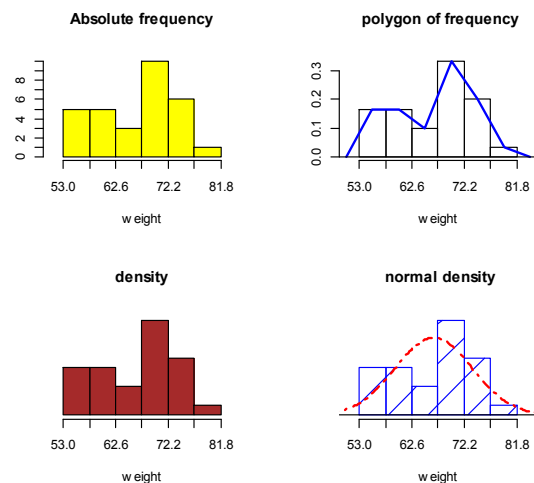 Absolute frequency
0 2 4 6 8
53.0 62.6 72.2 81.8
weight
polygon of frequency
0.0 0.1 0.2 0.3
53.0 62.6 72.2 81.8
weight
density
53.0 62.6 72.2 81.8
weight
normal density
53.0 62.6 72.2 81.8
weight